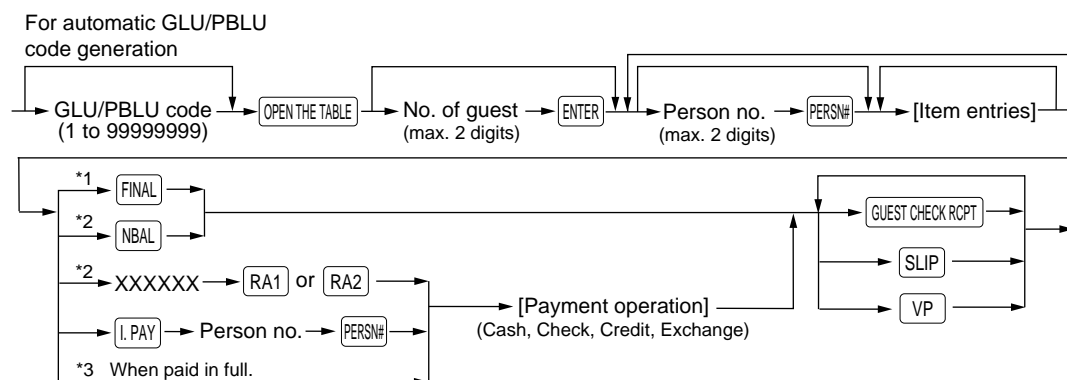 For automatic GLU/PBLU
code generation
GLU/PBLU code
(1 to 99999999)
OPEN THE TABLE
No. of guest
(max. 2 digits)
ENTER
Person no.
(max. 2 digits)
PERSN#
[Item entries]
*1 FINAL
*2 NBAL
GUEST CHECK RCPT
SLIP
VP
*2 XXXXXX RA1 or RA2
[Payment operation]
(Cash, Check, Credit, Exchange)
I. PAY Person no. PERSN#
*3 When paid in full.